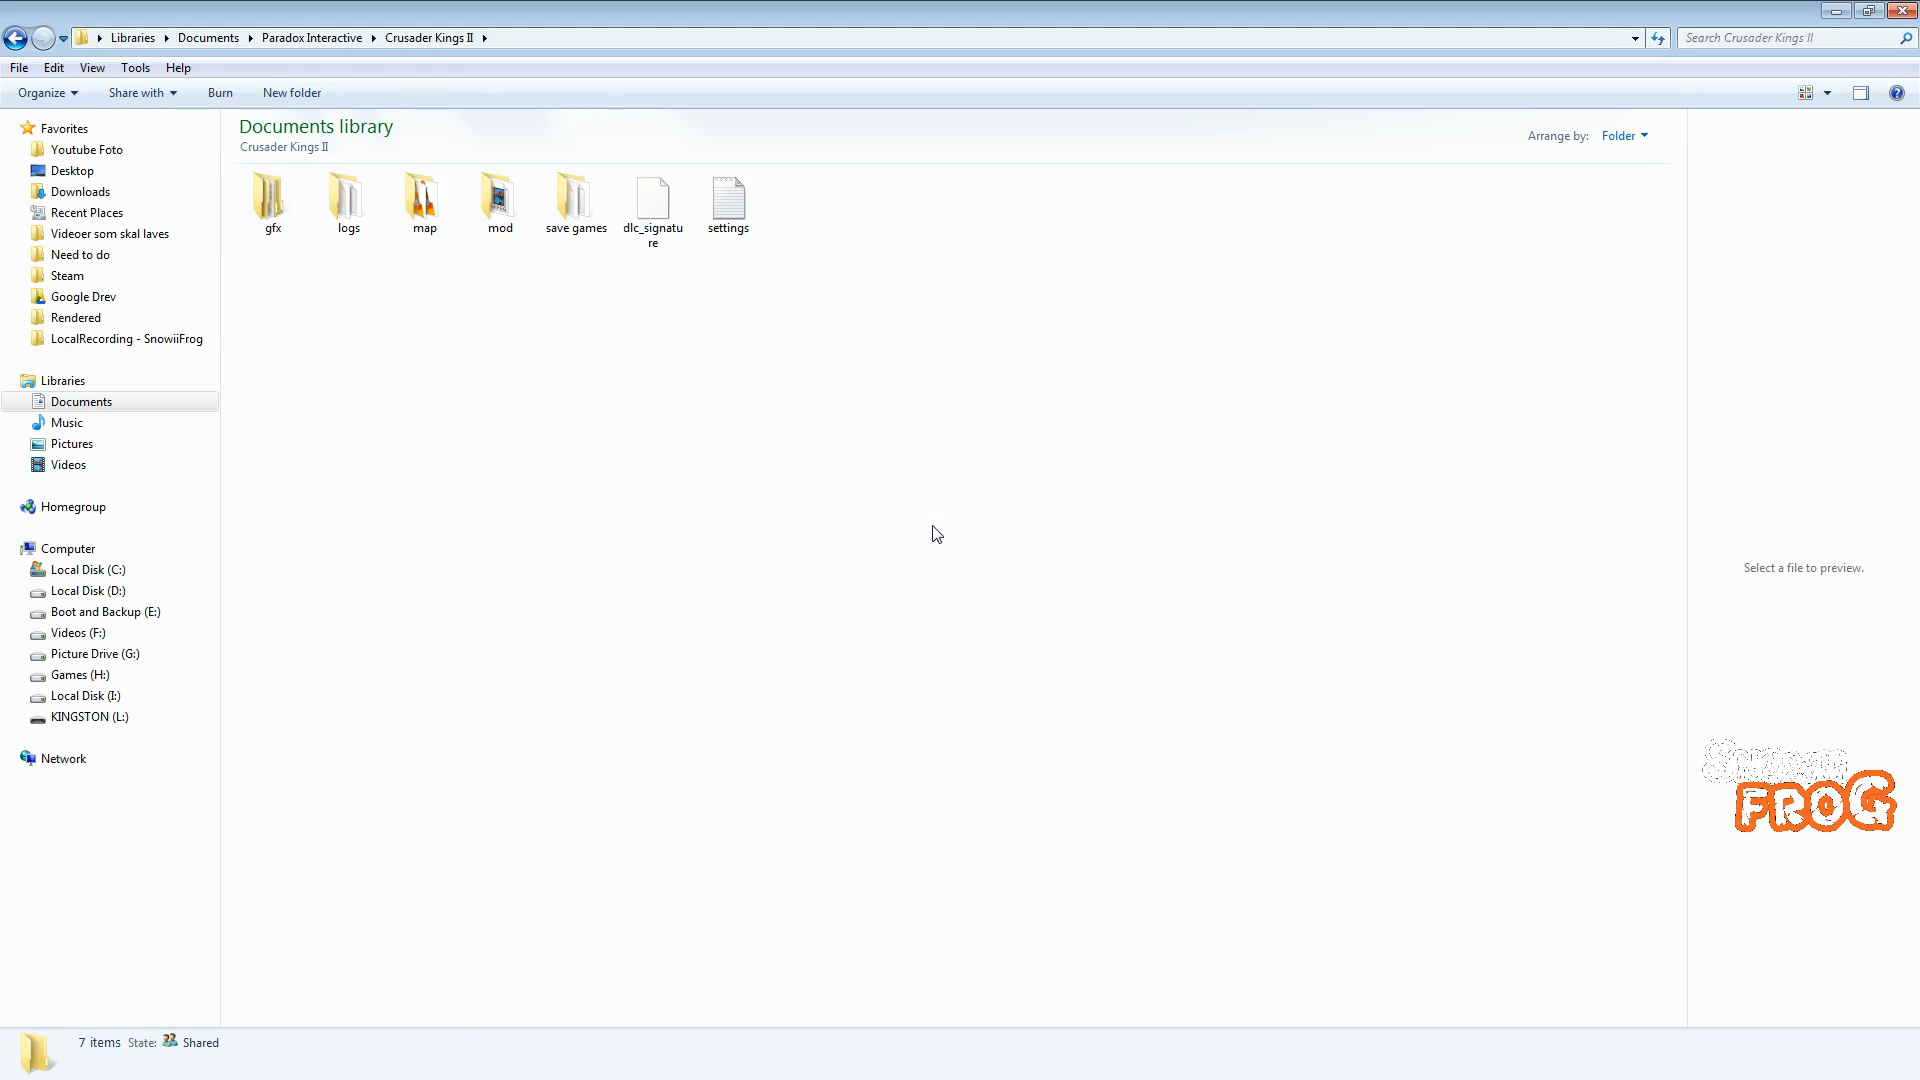 Libraries Documents Paradox Interactive Crusader Kings II
Search Crusader Kings II
File Edit View Tools Help
Organize Share with Burn New folder
Favorites
Youtube Foto
Desktop
Downloads
Recent Places
Videoer som skal laves
Need to do
Steam
Google Drev
Rendered
LocalRecording - SnowiiFrog
Libraries
Documents
Music
Pictures
Videos
Homegroup
Computer
Local Disk (C:)
Local Disk (D:)
Boot and Backup (E:)
Videos (F:)
Picture Drive (G:)
Games (H:)
Local Disk (I:)
KINGSTON (L:)
Network
Documents library
Crusader Kings II
Arrange by: Folder
gfx
logs
map
mod
save games
dlc_signatu
re
settings
Select a file to preview.
Snowii
FROG
7 items State: Shared